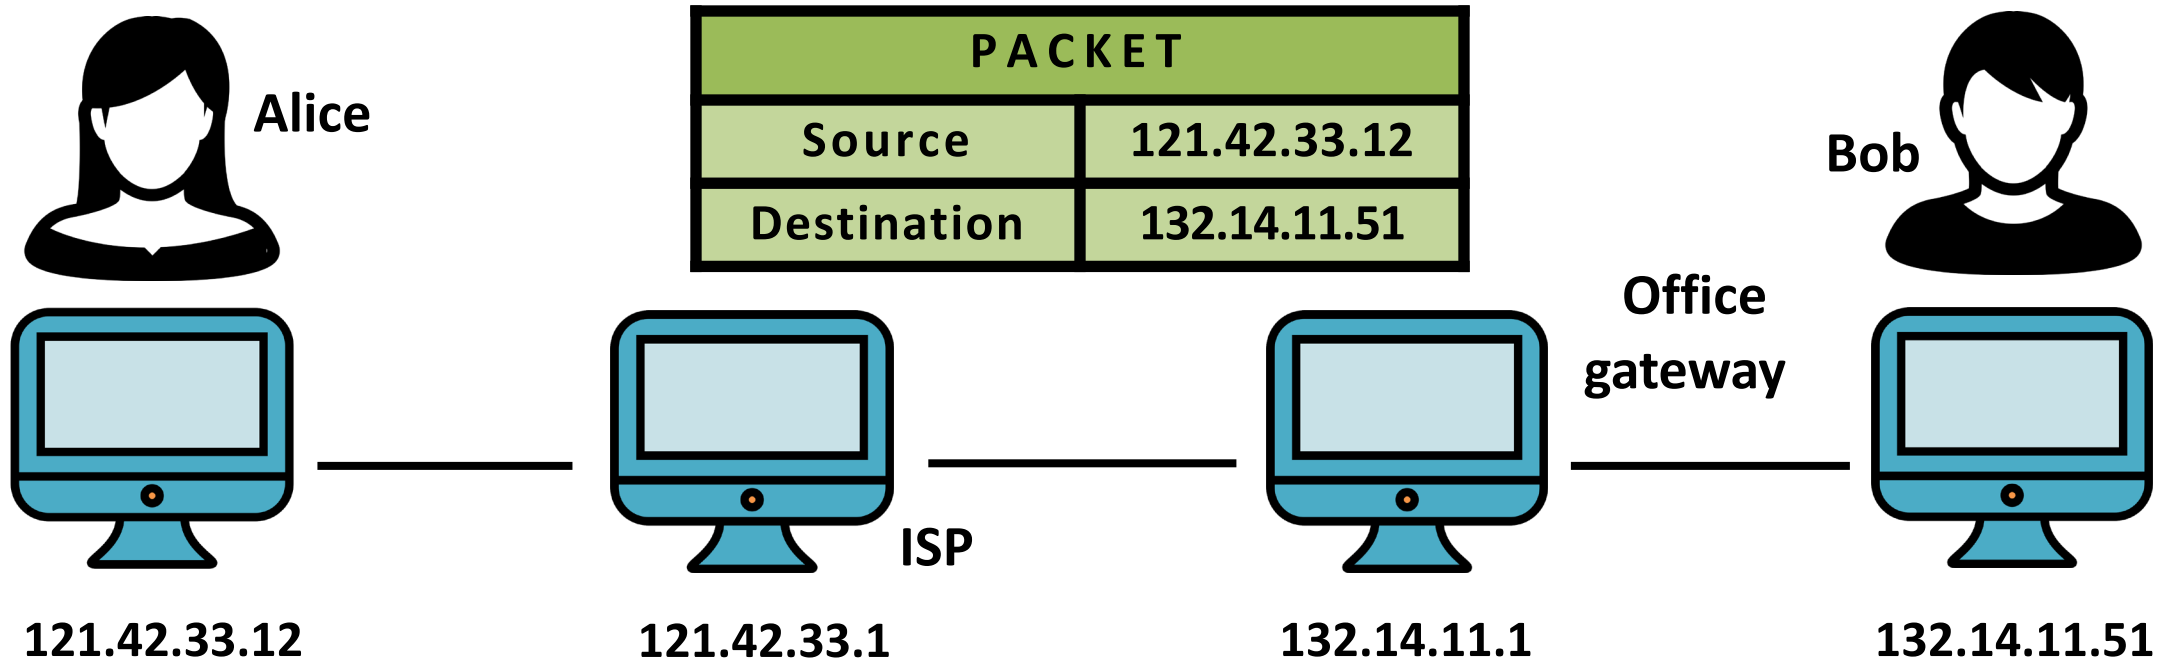 PACKET
Alice
Source 121.42.33.12
Bob
Destination 132.14.11.51
Office
gateway
ISP
121.42.33.12
121.42.33.1
132.14.11.1
132.14.11.51